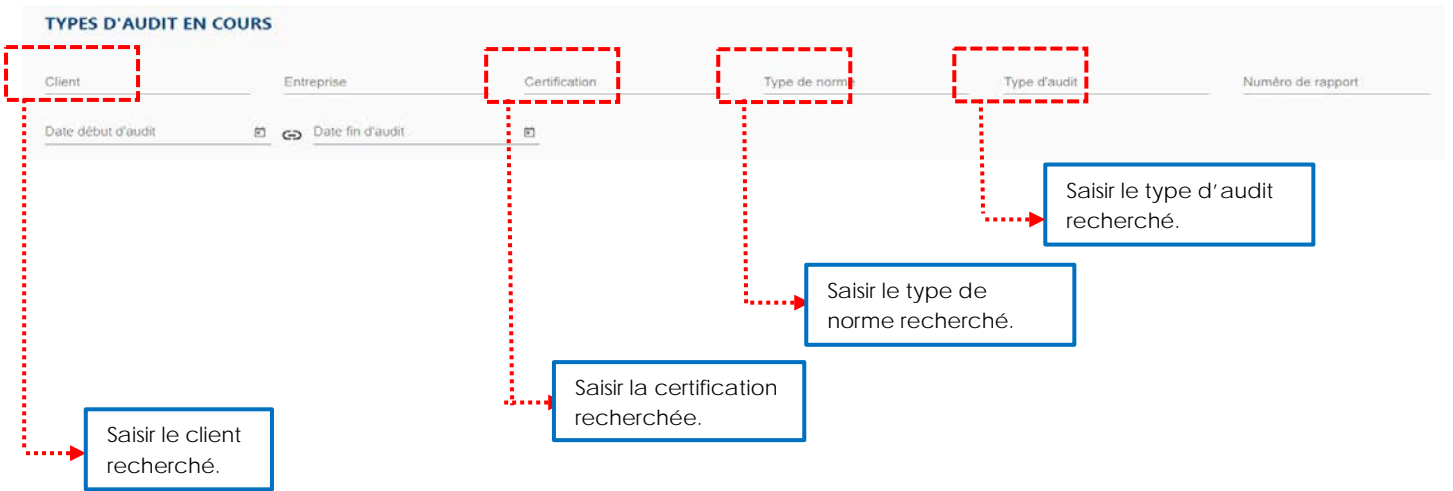 TYPES D'AUDIT EN COURS
Client
Entreprise
Certification
Type de norme
Type d'audit
Numéro de rapport
Date début d'audit
Date fin d'audit
Saisir le type d'audit
recherché.
Saisir le type de
norme recherché.
Saisir la certification
recherchée.
Saisir le client
recherché.